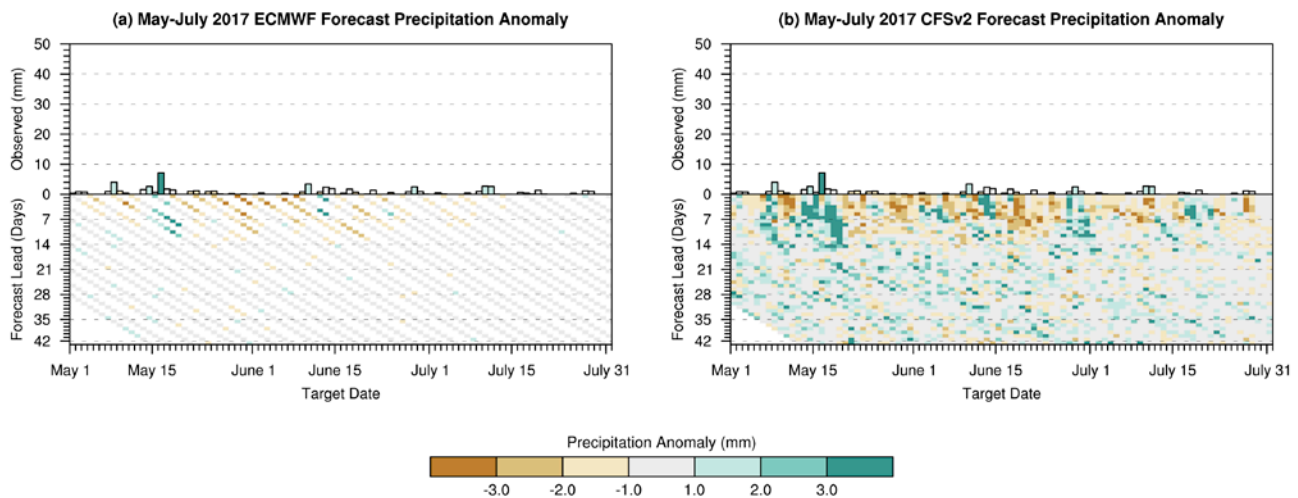 (a) May-July 2017 ECMWF Forecast Precipitation Anomaly
50
40
30
20
10
0
7
14
21
28
35
42
Observed (mm)
Forecast Lead (Days)
May 1 May 15 June 1 June 15 July 1 July 15 July 31
Target Date
(b) May-July 2017 CFSv2 Forecast Precipitation Anomaly
50
40
30
20
10
0
7
14
21
28
35
42
Observed (mm)
Forecast Lead (Days)
May 1 May 15 June 1 June 15 July 1 July 15 July 31
Target Date
Precipitation Anomaly (mm)
-3.0 -2.0 -1.0 1.0 2.0 3.0